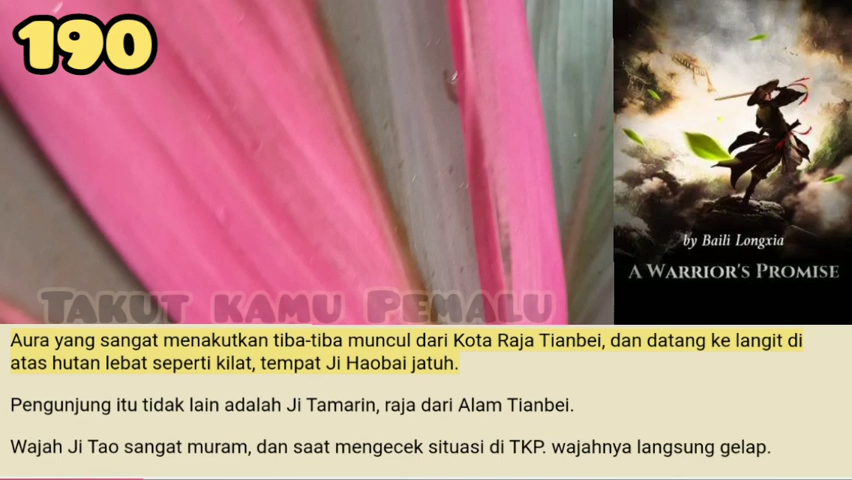 190
by Baili Longxia
A WARRIOR'S PROMISE
TAKUT KAMU PEMALU
Aura yang sangat menakutkan tiba-tiba muncul dari Kota Raja Tianbei, dan datang ke langit di
atas hutan lebat seperti kilat, tempat Ji Haobai jatuh.
Pengunjung itu tidak lain adalah Ji Tamarin, raja dari Alam Tianbei.
Wajah Ji Tao sangat muram, dan saat mengecek situasi di TKP. wajahnya langsung gelap.